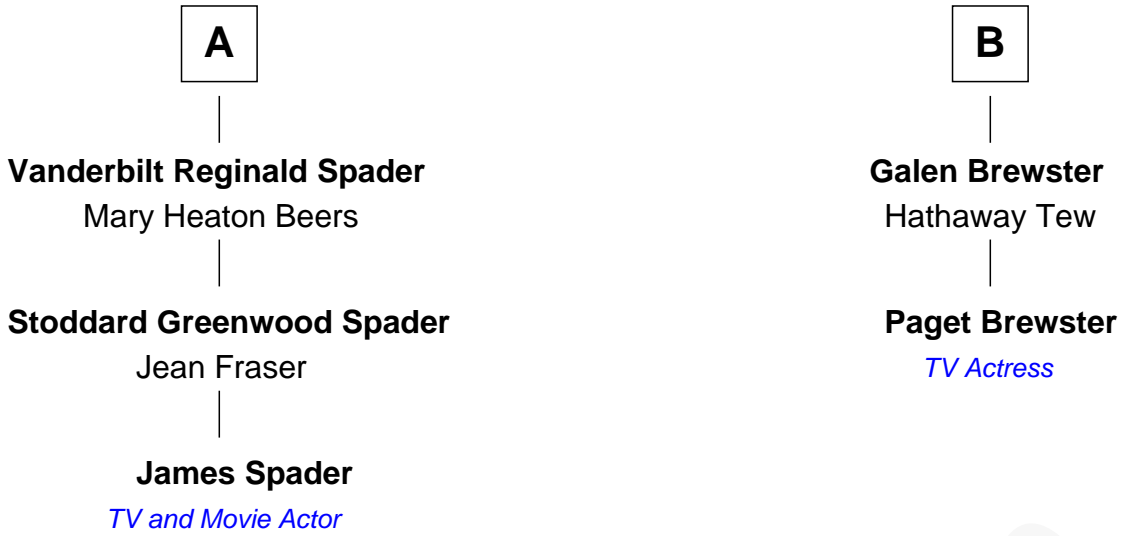 A
Vanderbilt Reginald Spader
Mary Heaton Beers
Stoddard Greenwood Spader
Jean Fraser
James Spader
TV and Movie Actor
B
Galen Brewster
Hathaway Tew
Paget Brewster
TV Actress